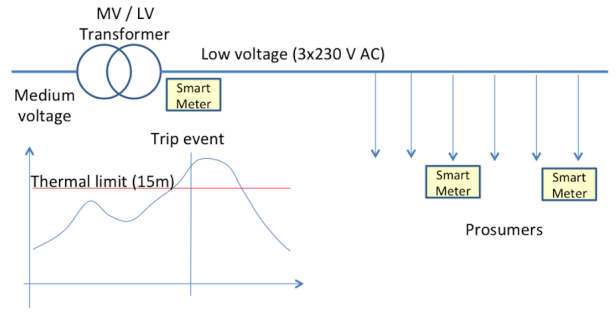 MV / LV
Transformer
Low voltage (3x230 V AC)
Medium
voltage
Smart
Meter
Trip event
Thermal limit (15m)
Smart
Meter
Smart
Meter
Prosumers